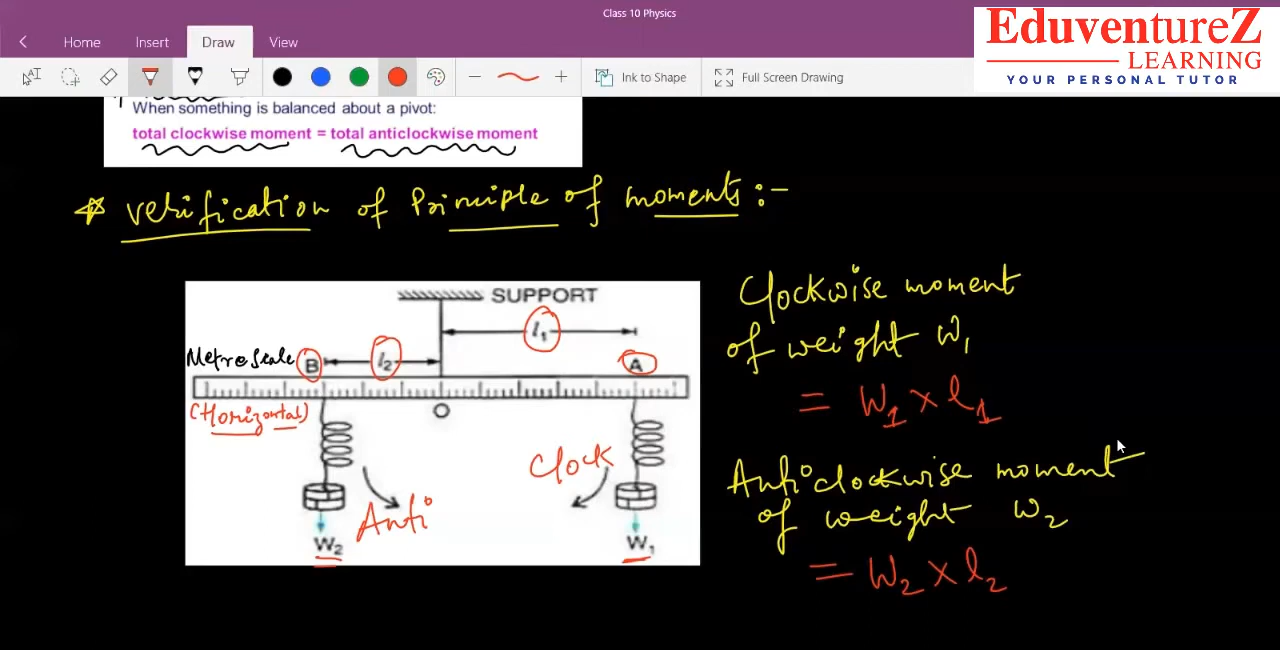 Class 10 Physics
Home Insert Draw View
EduventureZ
LEARNING
YOUR PERSONAL TUTOR
Ink to Shape Full Screen Drawing
When something is balanced about a pivot:
total clockwise moment = total anticlockwise moment
* Verification of Principle of moments :-
SUPPORT
l₁
Metre scale B l₂ A
(Horizontal) O
Clock
Anti
W₂ W₁
Clockwise moment
of weight W₁
= W₁ × l₁
Anticlockwise moment
of weight W₂
= W₂ × l₂